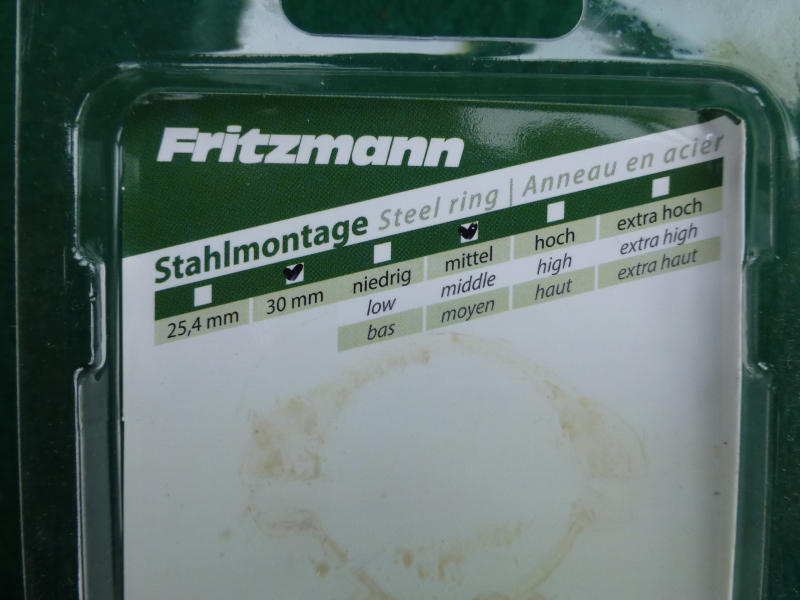 Fritzmann
Stahlmontage Steel ring | Anneau en acier
25,4 mm 30 mm niedrig mittel hoch extra hoch
low middle high extra high
bas moyen haut extra haut